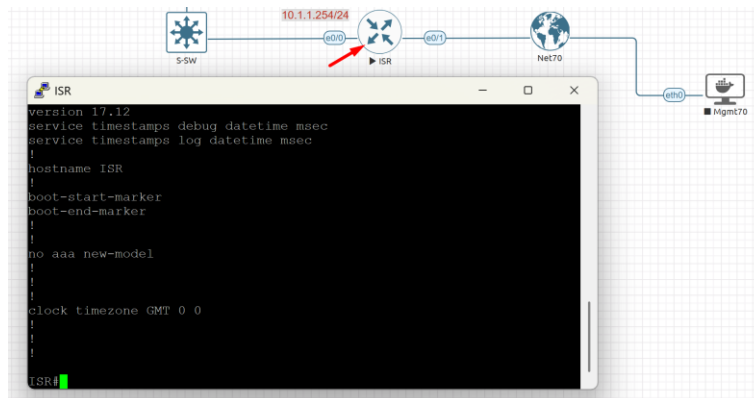 10.1.1.254/24
e0/0
e0/1
S-SW
ISR
Net70
eth0
Mgmt70
ISR
version 17.12
service timestamps debug datetime msec
service timestamps log datetime msec
!
hostname ISR
!
boot-start-marker
boot-end-marker
!
!
no aaa new-model
!
!
!
clock timezone GMT 0 0
!
!
!
ISR#